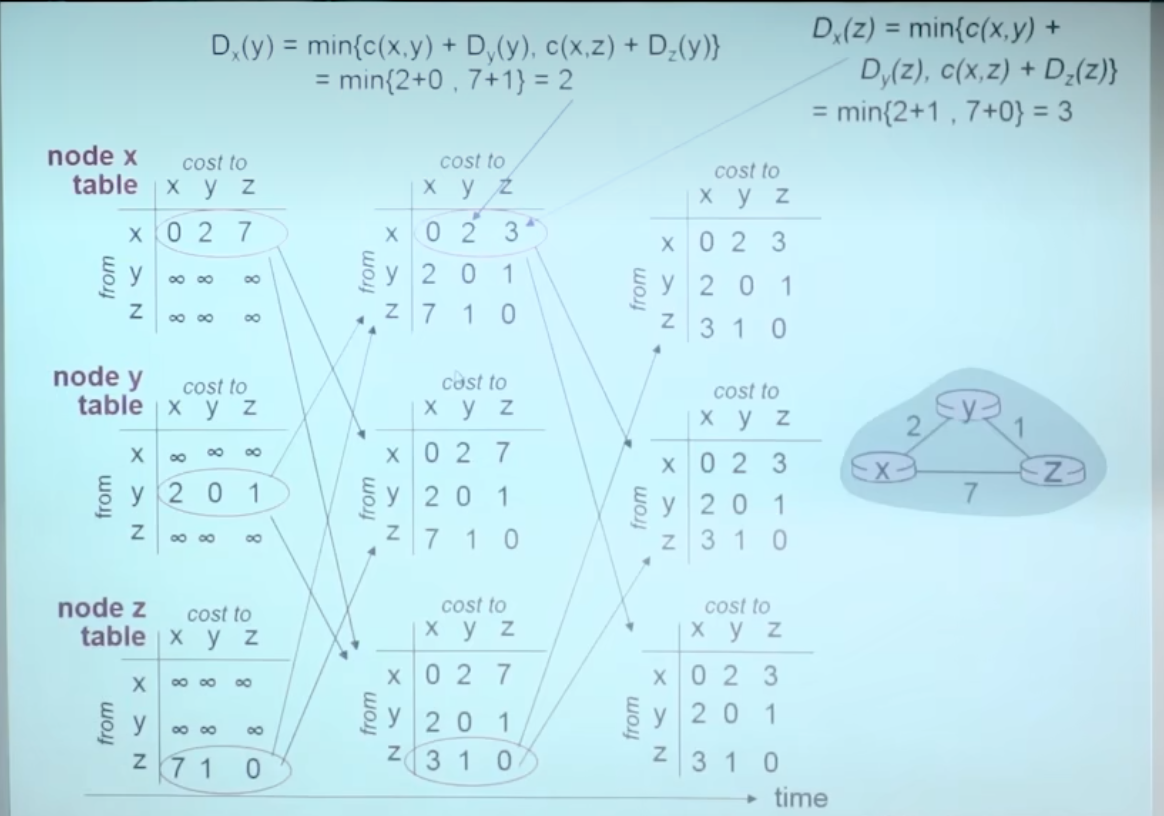 Dₓ(y) = min{c(x,y) + Dᵧ(y), c(x,z) + D_z(y)}
= min{2+0 , 7+1} = 2
Dₓ(z) = min{c(x,y) +
Dᵧ(z), c(x,z) + D_z(z)}
= min{2+1 , 7+0} = 3
node x
table
cost to
x y z
from
x 0 2 7
y ∞ ∞ ∞
z ∞ ∞ ∞
cost to
x y z
from
x 0 2 3
y 2 0 1
z 7 1 0
cost to
x y z
from
x 0 2 3
y 2 0 1
z 3 1 0
node y
table
cost to
x y z
from
x ∞ ∞ ∞
y 2 0 1
z ∞ ∞ ∞
cost to
x y z
from
x 0 2 7
y 2 0 1
z 7 1 0
cost to
x y z
from
x 0 2 3
y 2 0 1
z 3 1 0
y
2 1
x z
7
node z
table
cost to
x y z
from
x ∞ ∞ ∞
y ∞ ∞ ∞
z 7 1 0
cost to
x y z
from
x 0 2 7
y 2 0 1
z 3 1 0
cost to
x y z
from
x 0 2 3
y 2 0 1
z 3 1 0
time